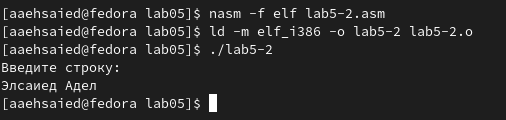 [aaehsaied@fedora lab05]$ nasm -f elf lab5-2.asm
[aaehsaied@fedora lab05]$ ld -m elf_i386 -o lab5-2 lab5-2.o
[aaehsaied@fedora lab05]$ ./lab5-2
Введите строку:
Элсаиед Адел
[aaehsaied@fedora lab05]$